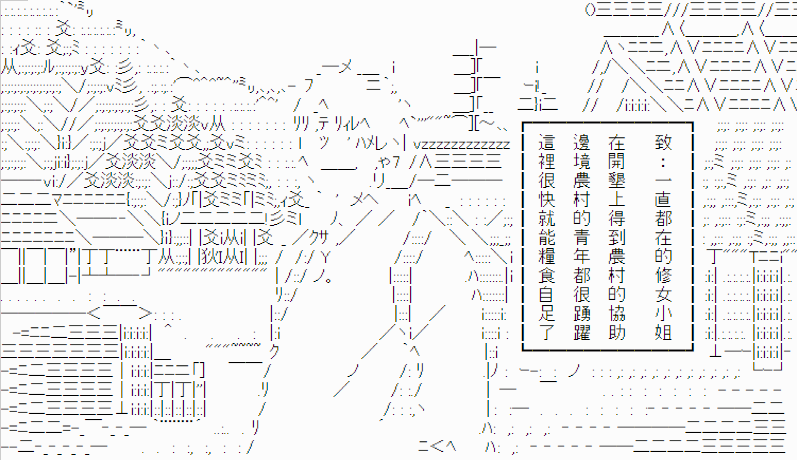 致：一直都在的修女小姐
在開墾上得到農村的協助
邊境農村的青年都很踴躍
這裡很快就能糧食自足了